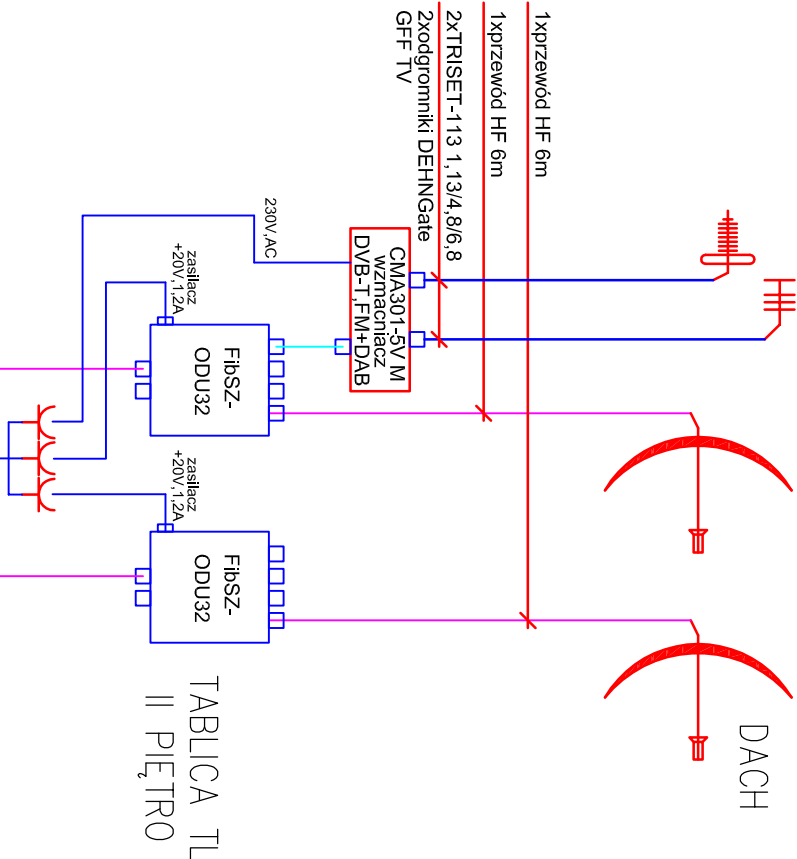 1xprzewód HF 6m
1xprzewód HF 6m
2xTRISET-113 1,13/4,8/6,8
2xodgromniki DEHNGate
GFF TV
CMA301-5V M
wzmacniacz
DVB-T,FM+DAB
230V,AC
zasilacz
+20V,1,2A
FibSZ-
ODU32
zasilacz
+20V,1,2A
FibSZ-
ODU32
DACH
TABLICA TL
II PIĘTRO